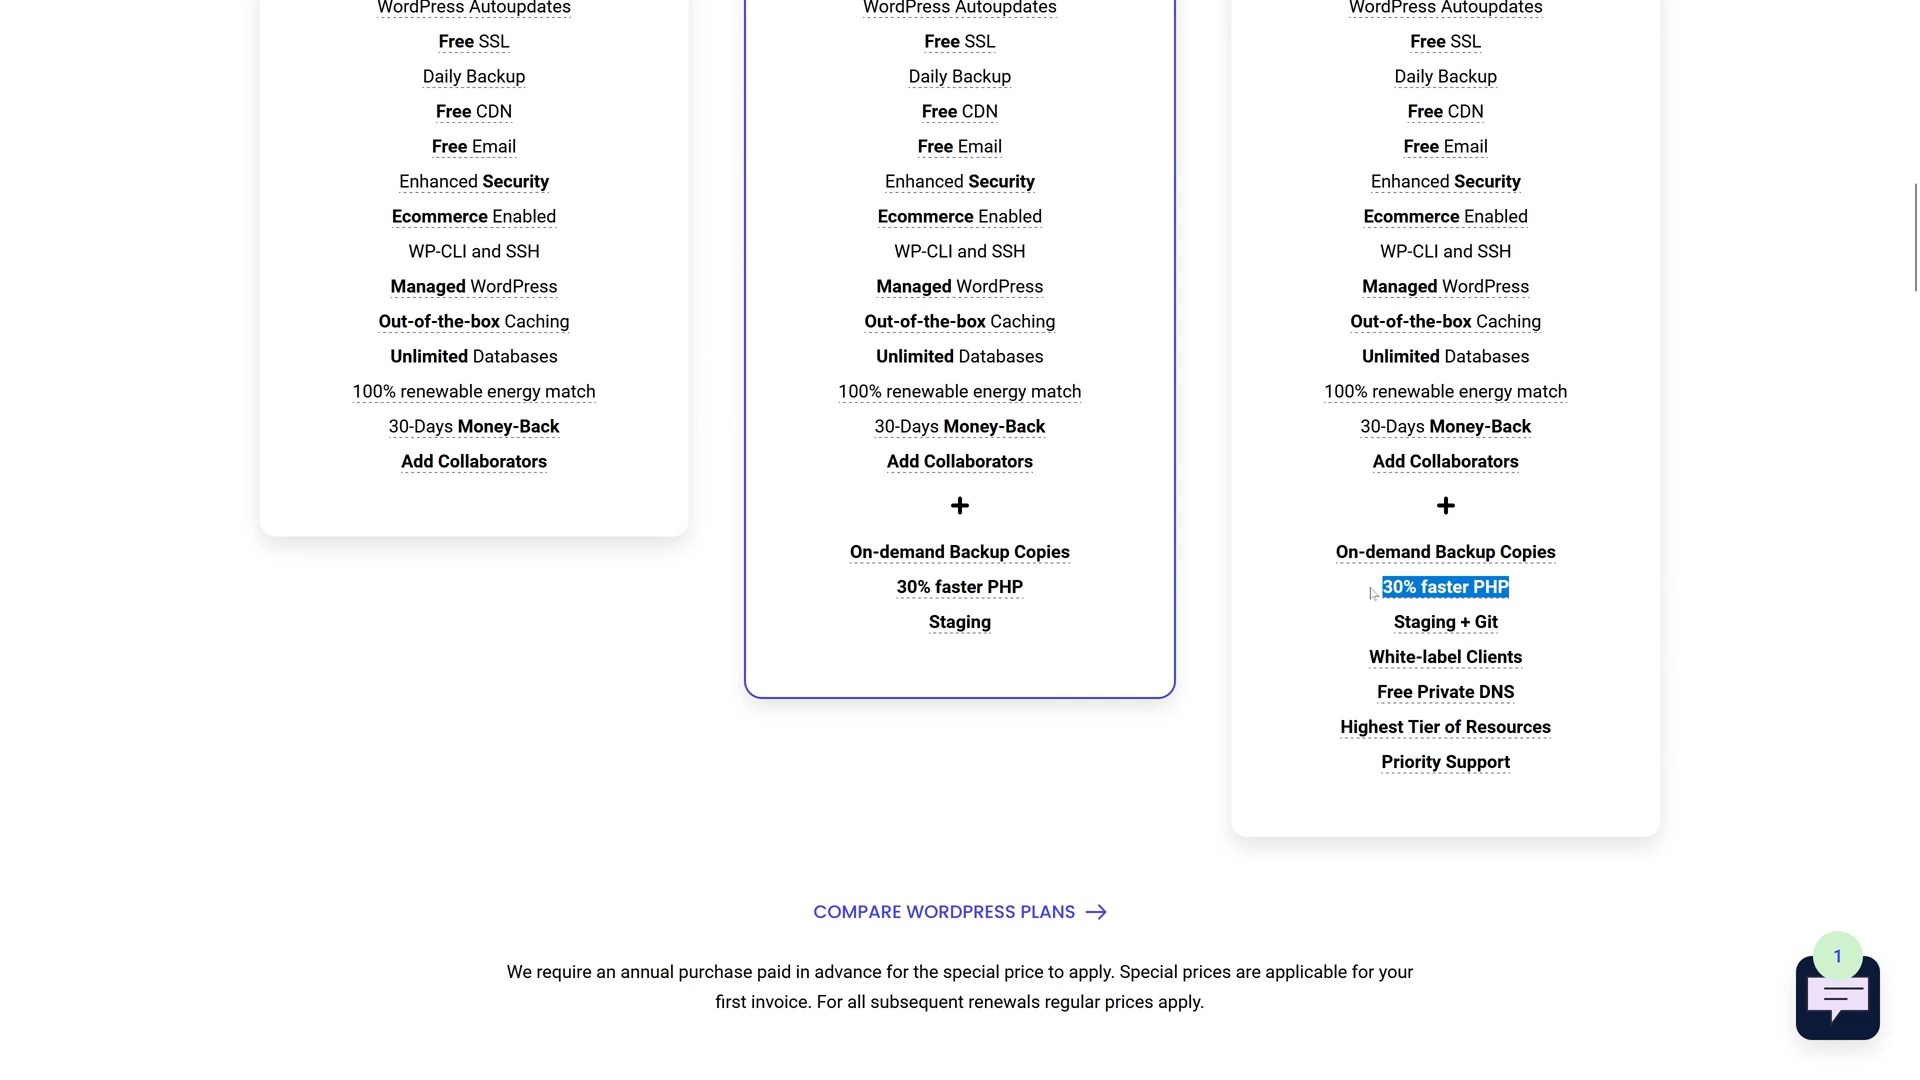 WordPress Autoupdates
Free SSL
Daily Backup
Free CDN
Free Email
Enhanced Security
Ecommerce Enabled
WP-CLI and SSH
Managed WordPress
Out-of-the-box Caching
Unlimited Databases
100% renewable energy match
30-Days Money-Back
Add Collaborators
WordPress Autoupdates
Free SSL
Daily Backup
Free CDN
Free Email
Enhanced Security
Ecommerce Enabled
WP-CLI and SSH
Managed WordPress
Out-of-the-box Caching
Unlimited Databases
100% renewable energy match
30-Days Money-Back
Add Collaborators
+
On-demand Backup Copies
30% faster PHP
Staging
WordPress Autoupdates
Free SSL
Daily Backup
Free CDN
Free Email
Enhanced Security
Ecommerce Enabled
WP-CLI and SSH
Managed WordPress
Out-of-the-box Caching
Unlimited Databases
100% renewable energy match
30-Days Money-Back
Add Collaborators
+
On-demand Backup Copies
30% faster PHP
Staging + Git
White-label Clients
Free Private DNS
Highest Tier of Resources
Priority Support
COMPARE WORDPRESS PLANS →
We require an annual purchase paid in advance for the special price to apply. Special prices are applicable for your
first invoice. For all subsequent renewals regular prices apply.
1